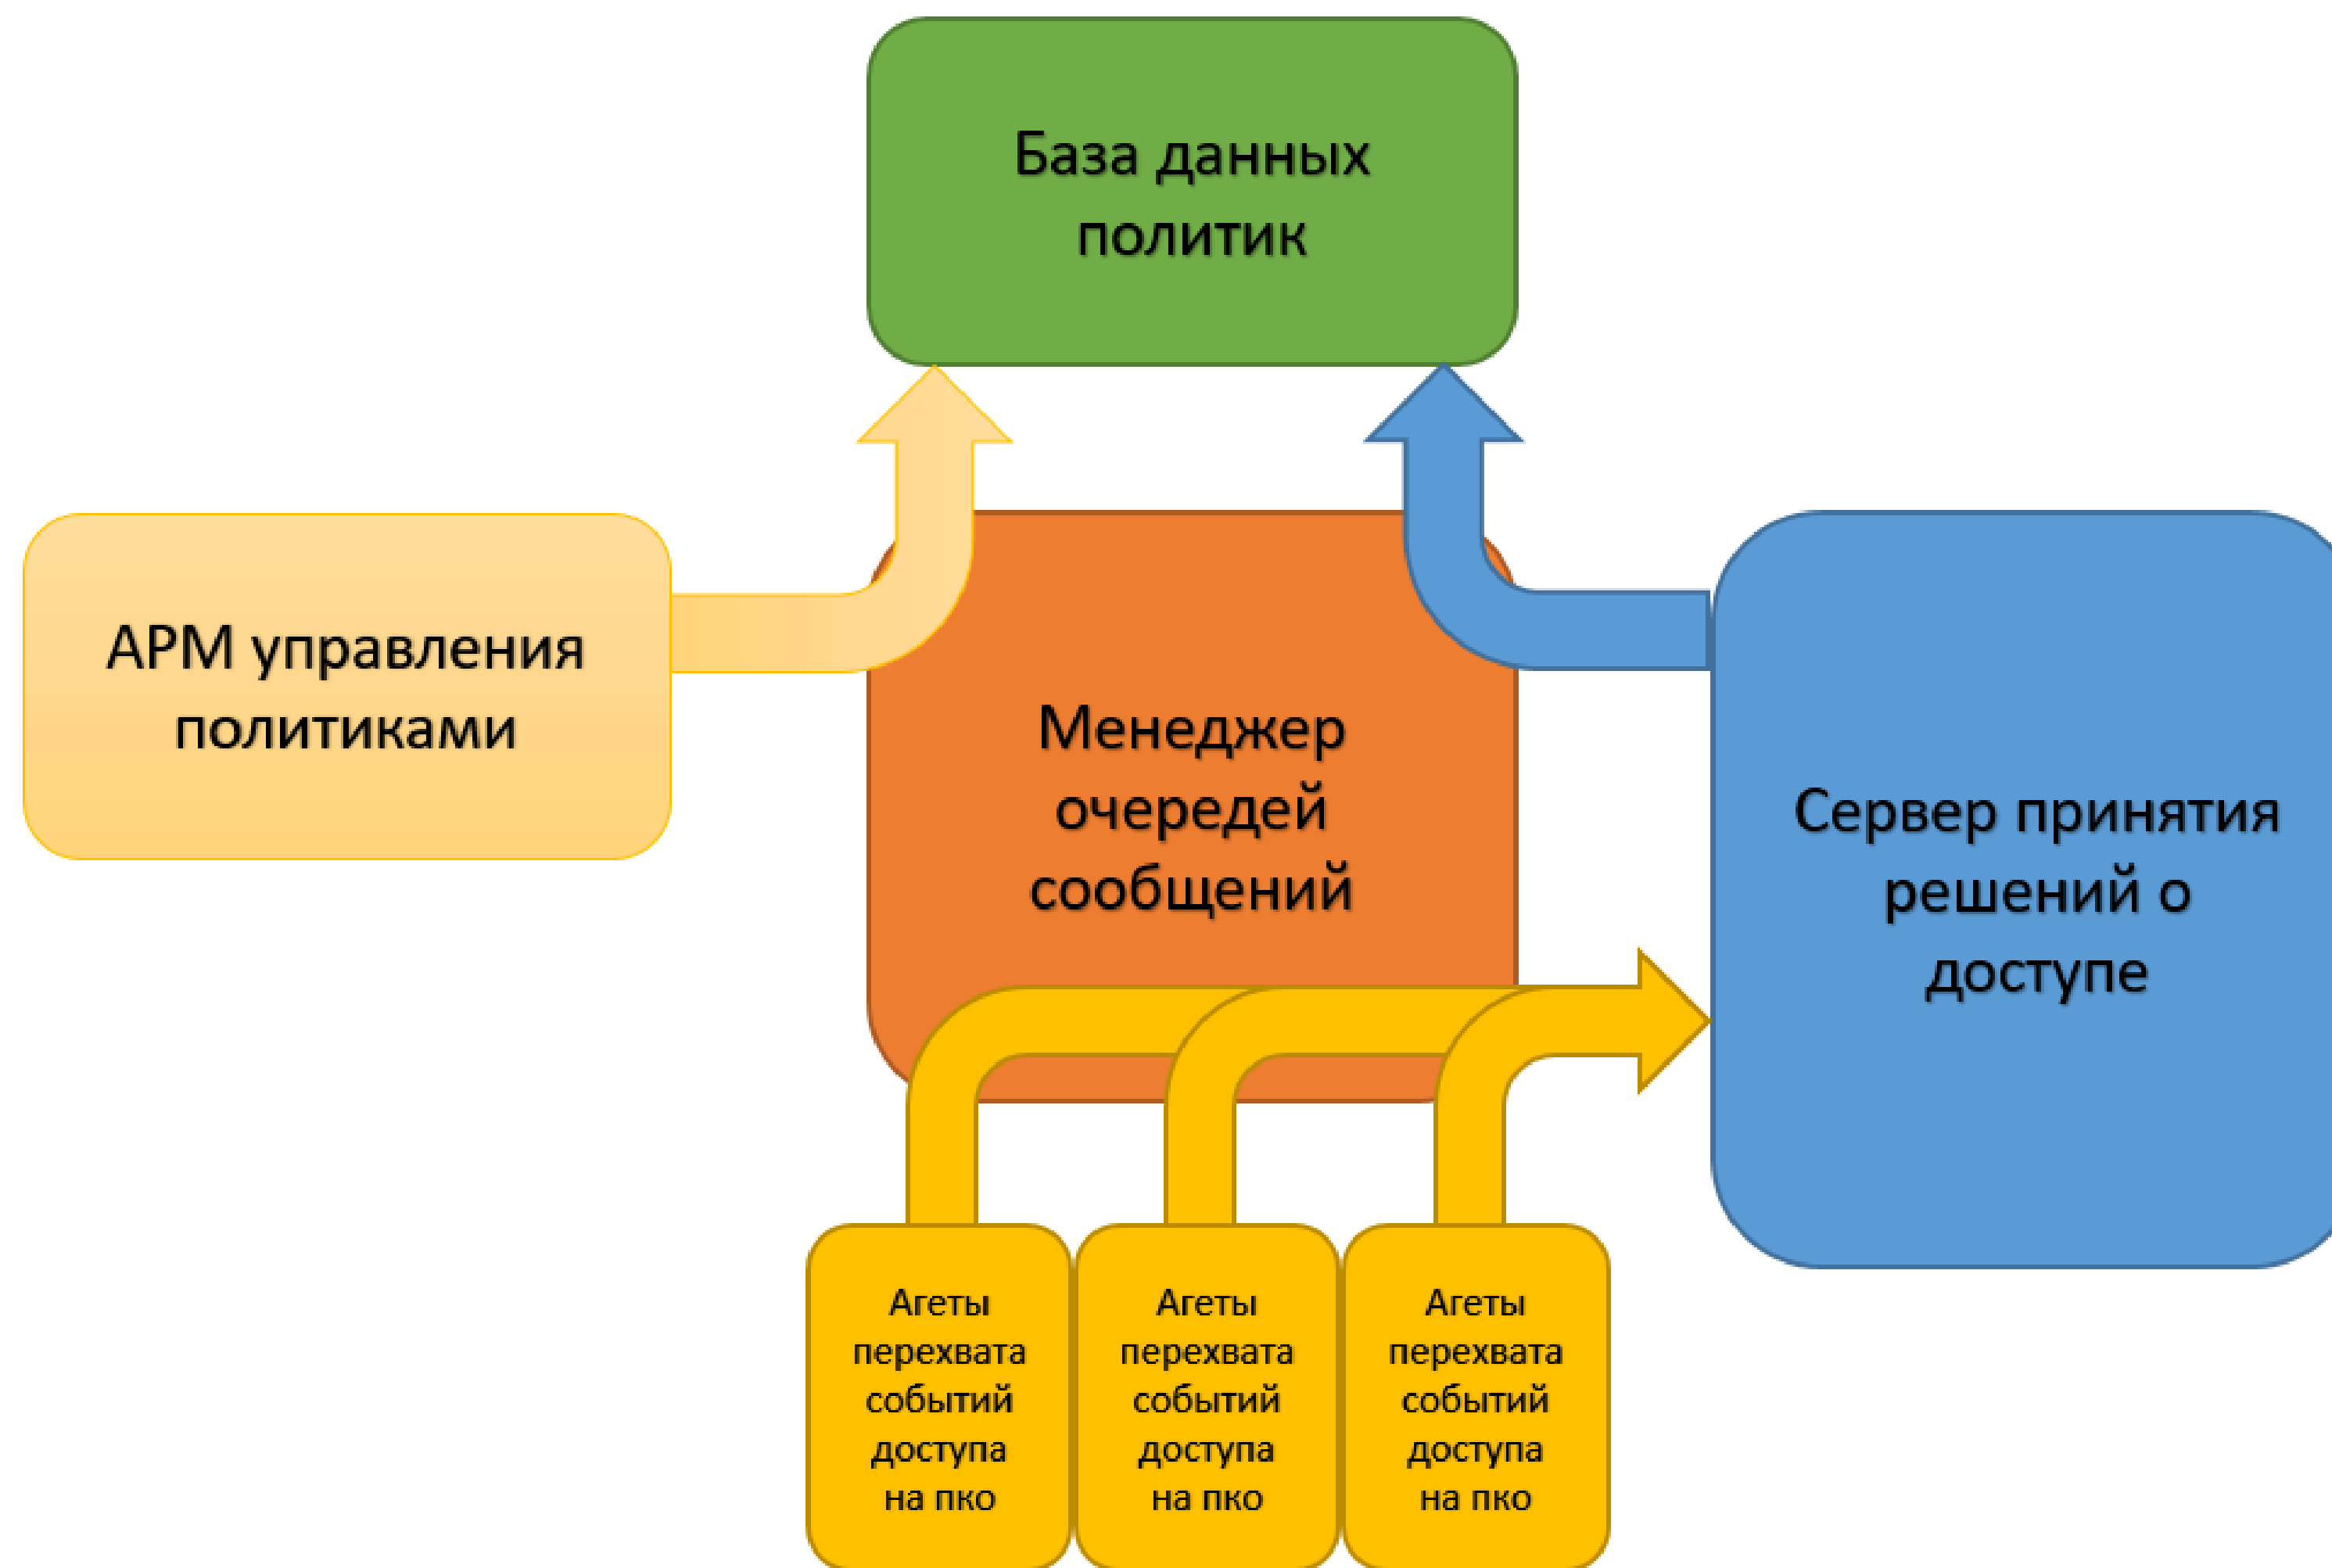 База данных
политик
АРМ управления
политиками
Менеджер
очередей
сообщений
Сервер принятия
решений о
доступе
Агеты
перехвата
событий
доступа
на пко
Агеты
перехвата
событий
доступа
на пко
Агеты
перехвата
событий
доступа
на пко